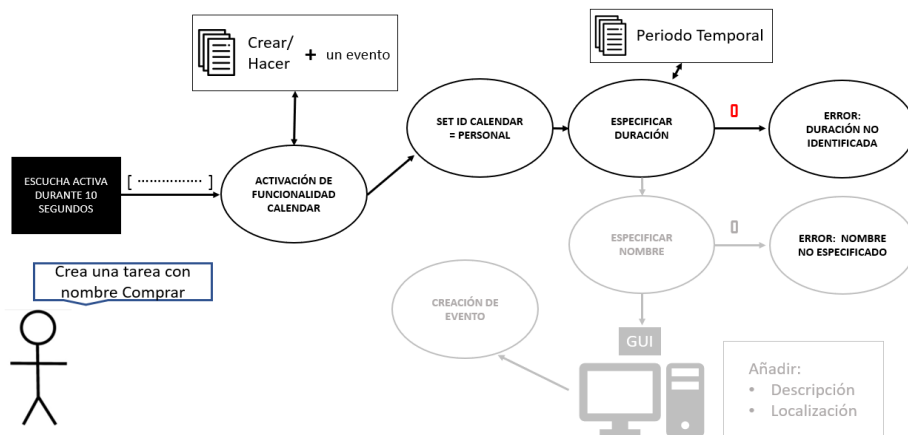 Crear/
Hacer
+ un evento
Periodo Temporal
SET ID CALENDAR
= PERSONAL
ESPECIFICAR
DURACIÓN
[]
ERROR:
DURACIÓN NO
IDENTIFICADA
ESCUCHA ACTIVA
DURANTE 10
SEGUNDOS
[ ............... ]
ACTIVACIÓN DE
FUNCIONALIDAD
CALENDAR
ESPECIFICAR
NOMBRE
[]
ERROR: NOMBRE
NO ESPECIFICADO
Crea una tarea con
nombre Comprar
CREACIÓN DE
EVENTO
GUI
Añadir:
• Descripción
• Localización